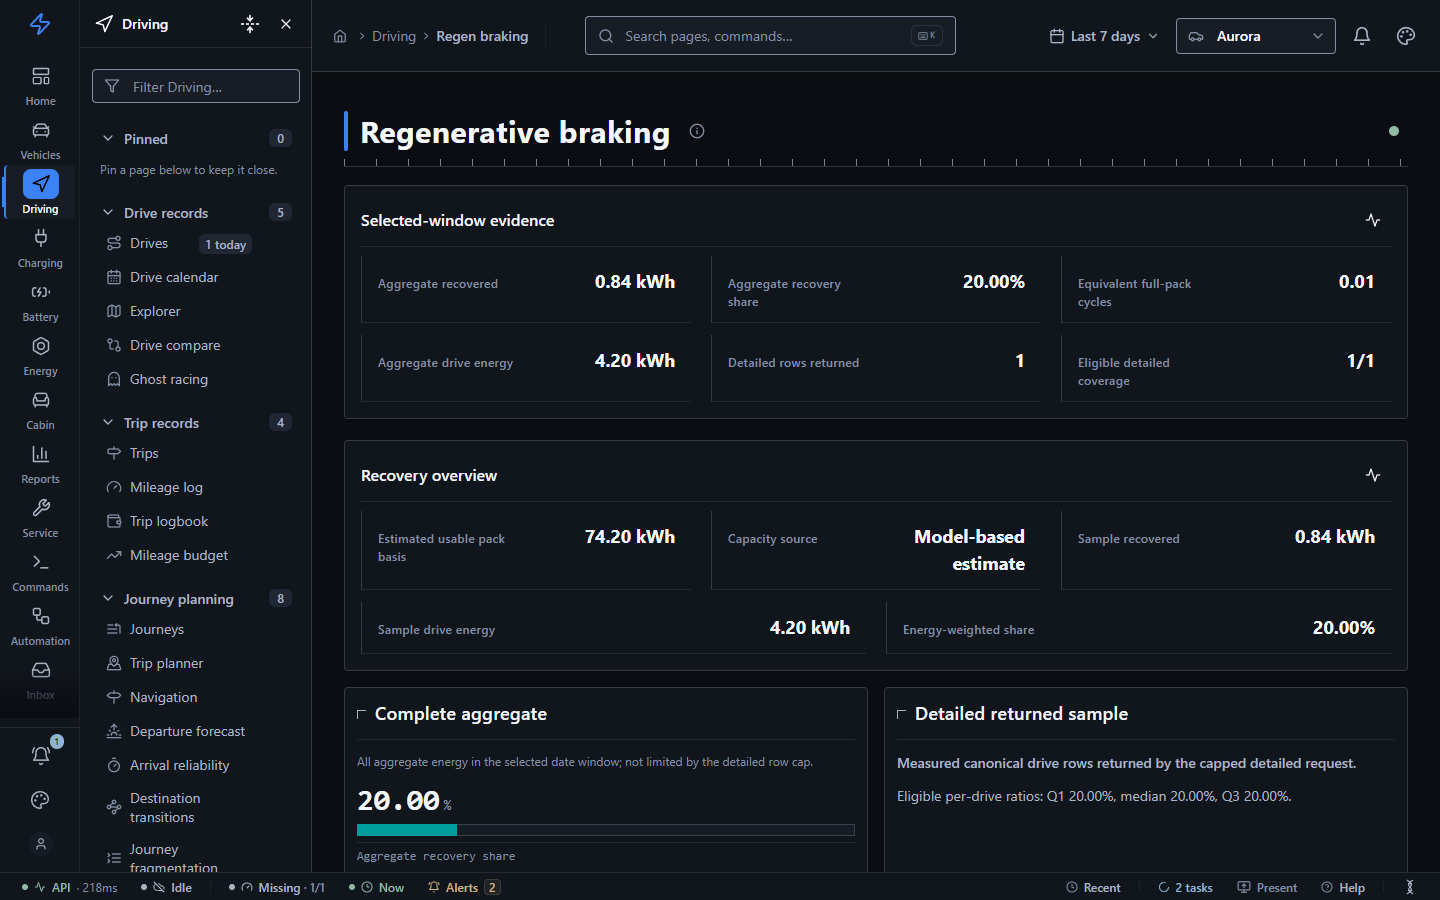 Driving
Home
Vehicles
Driving
Charging
Battery
Energy
Cabin
Reports
Service
Commands
Automation
Inbox
1
Filter Driving...
Pinned 0
Pin a page below to keep it close.
Drive records 5
Drives 1 today
Drive calendar
Explorer
Drive compare
Ghost racing
Trip records 4
Trips
Mileage log
Trip logbook
Mileage budget
Journey planning 8
Journeys
Trip planner
Navigation
Departure forecast
Arrival reliability
Destination
transitions
Journey
fragmentation
Driving Regen braking
Search pages, commands... K
Last 7 days
Aurora
Regenerative braking
Selected-window evidence
Aggregate recovered 0.84 kWh
Aggregate recovery
share
20.00%
Equivalent full-pack
cycles
0.01
Aggregate drive energy 4.20 kWh
Detailed rows returned 1
Eligible detailed
coverage
1/1
Recovery overview
Estimated usable pack
basis
74.20 kWh
Capacity source
Model-based
estimate
Sample recovered 0.84 kWh
Sample drive energy 4.20 kWh
Energy-weighted share 20.00%
Complete aggregate
All aggregate energy in the selected date window; not limited by the detailed row cap.
20.00 %
Aggregate recovery share
Detailed returned sample
Measured canonical drive rows returned by the capped detailed request.
Eligible per-drive ratios: Q1 20.00%, median 20.00%, Q3 20.00%.
API · 218ms
Idle
Missing · 1/1
Now
Alerts 2
Recent
2 tasks
Present
Help